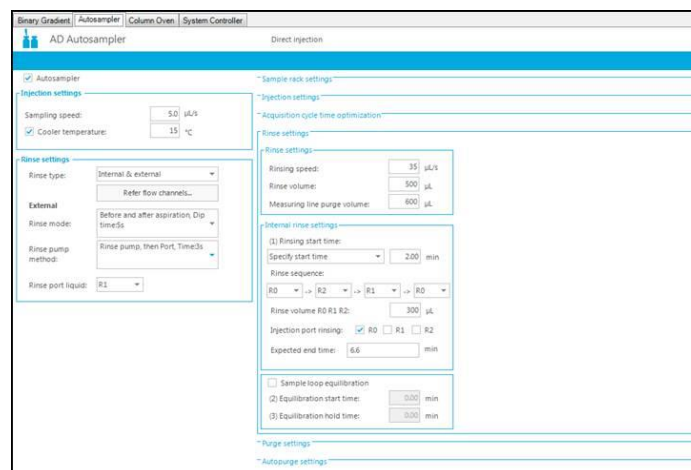 Binary Gradient Autosampler Column Oven System Controller
AD Autosampler Direct injection
Autosampler
Injection settings
Sampling speed: 5.0 µL/s
Cooler temperature: 15 °C
Rinse settings
Rinse type: Internal & external
Refer flow channels...
External
Rinse mode: Before and after aspiration, Dip
time:5s
Rinse pump
method: Rinse pump, then Port, Time:3s
Rinse port liquid: R1
Sample rack settings
Injection settings
Acquisition cycle time optimization
Rinse settings
Rinse settings
Rinsing speed: 35 µL/s
Rinse volume: 500 µL
Measuring line purge volume: 600 µL
Internal rinse settings
(1) Rinsing start time:
Specify start time 2.00 min
Rinse sequence:
R0 -> R2 -> R1 -> R0
Rinse volume R0 R1 R2: 300 µL
Injection port rinsing: R0 R1 R2
Expected end time: 6.6 min
Sample loop equilibration
(2) Equilibration start time: 0.00 min
(3) Equilibration hold time: 0.00 min
Purge settings
Autopurge settings